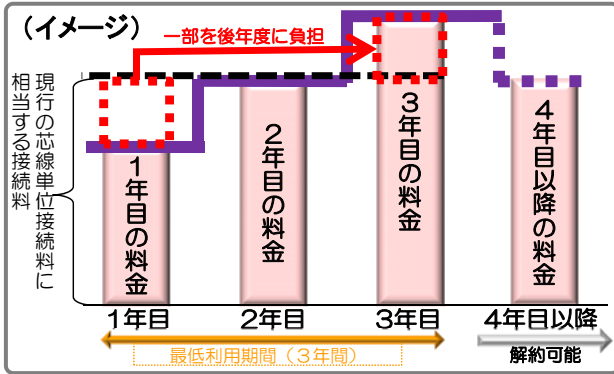 （イメージ）
一部を後年度に負担
現行の芯線単位接続料に
相当する接続料
1年目の料金
2年目の料金
3年目の料金
4年目以降の料金
1年目
2年目
3年目
4年目以降
最低利用期間（3年間）
解約可能